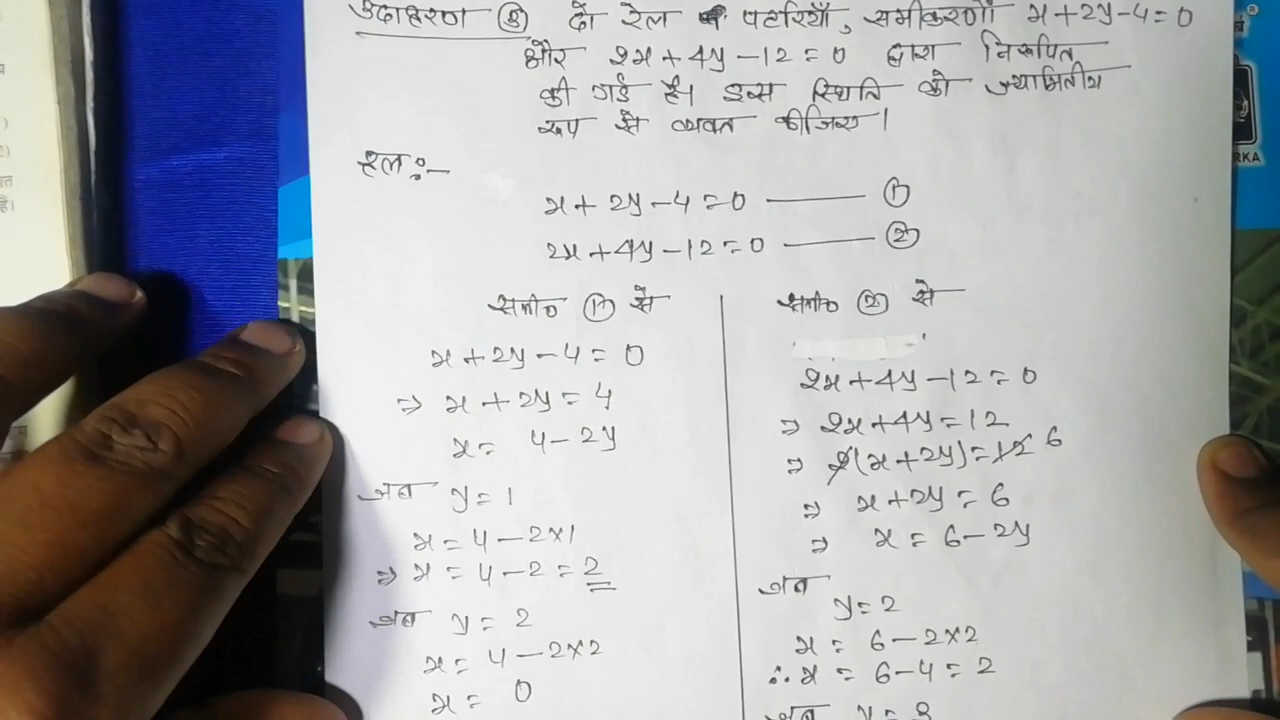 उदाहरण ③ दो रेल पटरियाँ, समीकरणों x+2y-4=0
और 2x+4y-12=0 द्वारा निरूपित
की गई है। इस स्थिति को ज्यामितीय
रूप से व्यक्त कीजिए।
हल:-
x+2y-4=0 —— ①
2x+4y-12=0 —— ②
समी० ① से
x+2y-4=0
⇒ x+2y=4
x= 4-2y
जब y=1
x=4-2×1
⇒ x=4-2=2
जब y=2
x=4-2×2
x= 0
समी० ② से
2x+4y-12=0
⇒ 2x+4y=12
⇒ 2(x+2y)=12 6
⇒ x+2y=6
⇒ x=6-2y
जब
y=2
x= 6-2×2
∴ x = 6-4=2
जब y=3
RKA